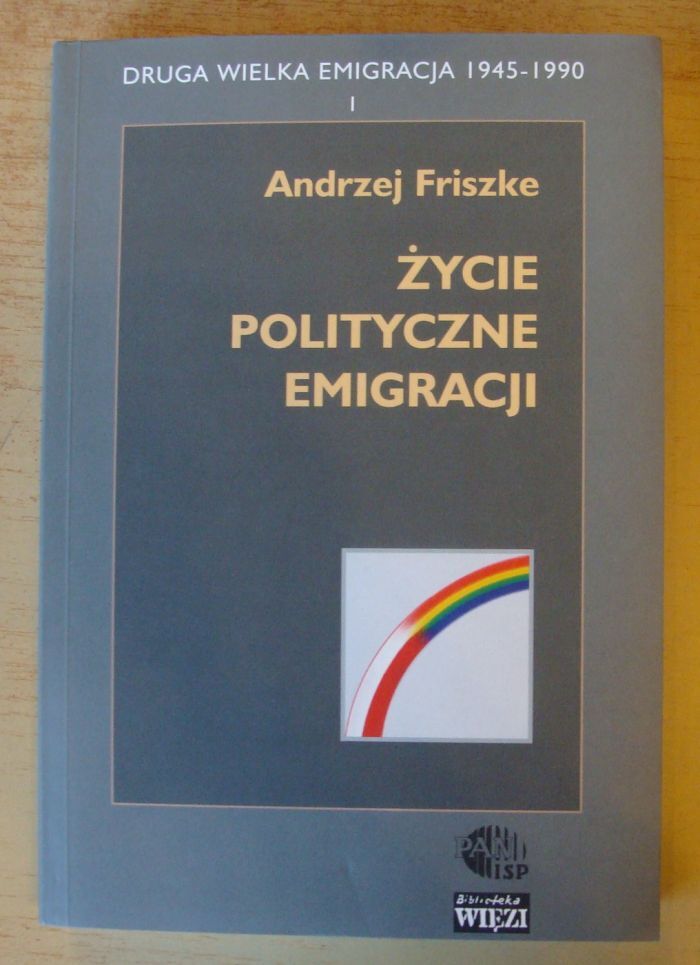 DRUGA WIELKA EMIGRACJA 1945-1990
I
Andrzej Friszke
ŻYCIE
POLITYCZNE
EMIGRACJI
PAN
ISP
Biblioteka
WIĘZI